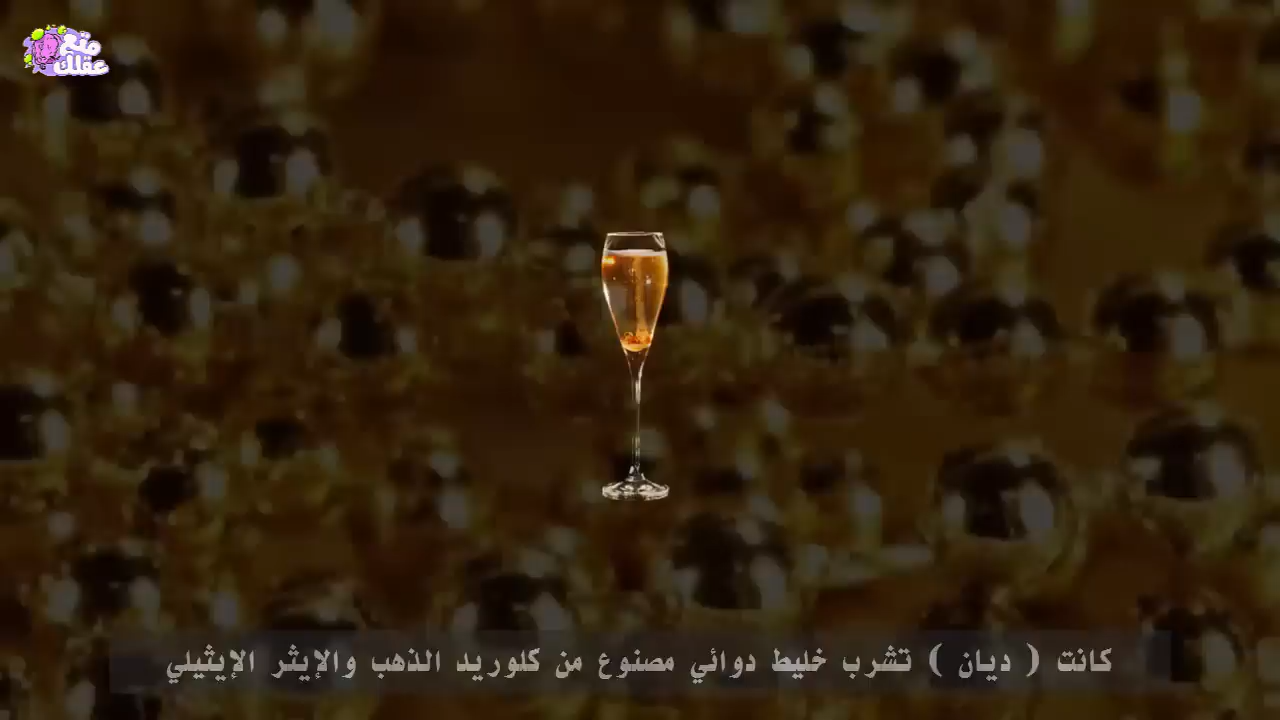 متع
عقلك
كانت ( ديان ) تشرب خليط دوائي مصنوع من كلوريد الذهب والإيثر الإيثيلي